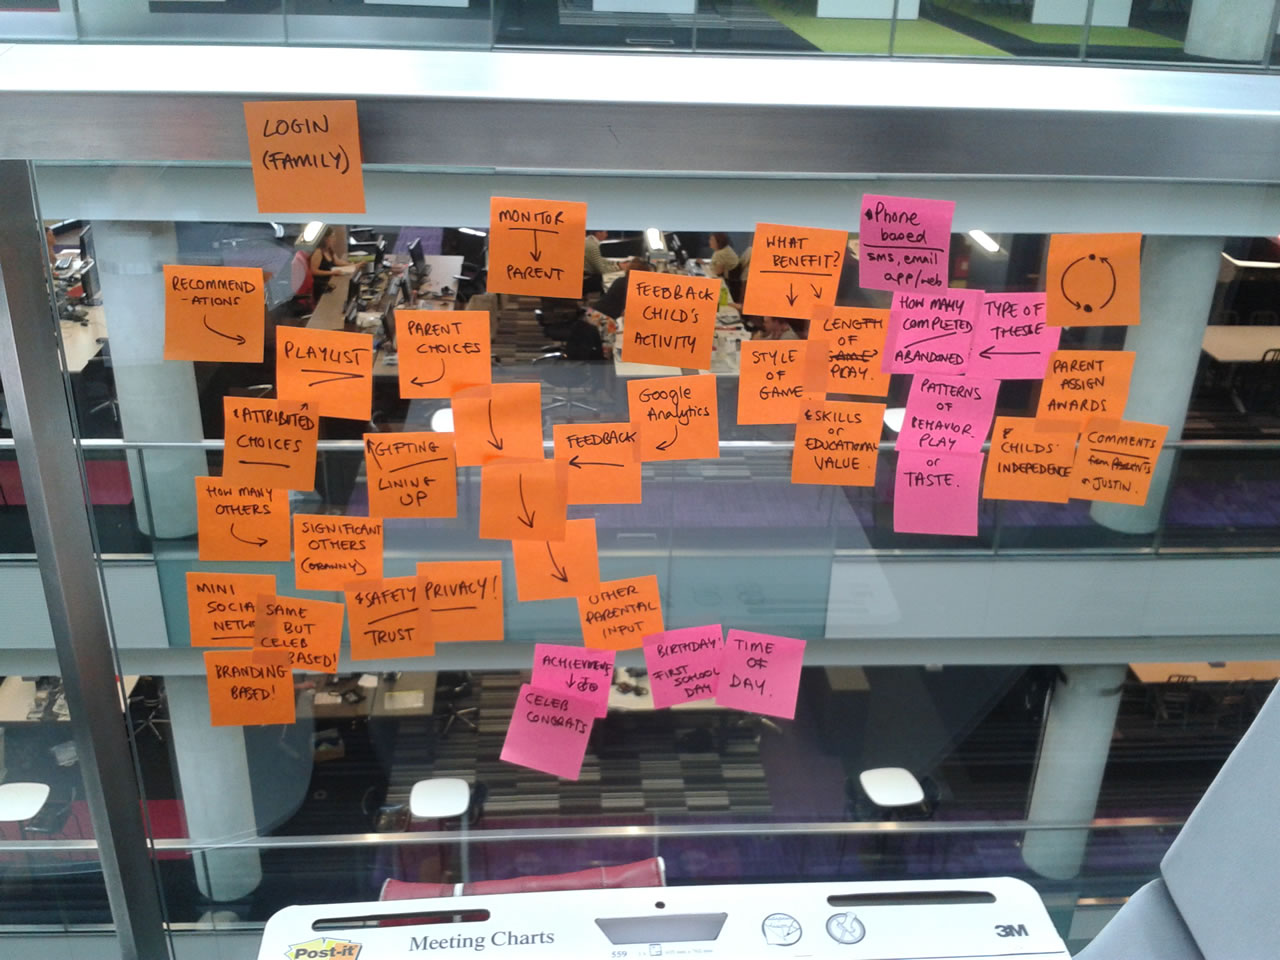 LOGIN
(FAMILY)
MONITOR
PARENT
RECOMMEND
-ATIONS
PLAYLIST
PARENT
CHOICES
& ATTRIBUTED
CHOICES
GIFTING
LINING
UP
HOW MANY
OTHERS
SIGNIFICANT
OTHERS
(GRANNY)
MINI
SOCIAL
NETW
SAME
BUT
CELEB
BASED!
BRANDING
BASED!
& SAFETY
TRUST
PRIVACY!
FEEDBACK
CHILD'S
ACTIVITY
Google
Analytics
FEEDBACK
OTHER
PARENTAL
INPUT
ACHIEVEME
CELEB
CONGRATS
BIRTHDAY!
FIRST SCHOOL
DAY
TIME
OF
DAY.
WHAT
BENEFIT?
STYLE
OF
GAME.
LENGTH
OF
GAME
PLAY.
& SKILLS
or
EDUCATIONAL
VALUE.
Phone
based
SMS, email
app/web
HOW MANY
COMPLETED
ABANDONED
TYPE OF
THESE
PATTERNS
OF
BEHAVIOR.
PLAY
or
TASTE.
PARENT
ASSIGN
AWARDS
&
CHILDS'
INDEPEDENCE
COMMENTS
from PARENTS
JUSTIN.
Post-it
Meeting Charts
559
3M